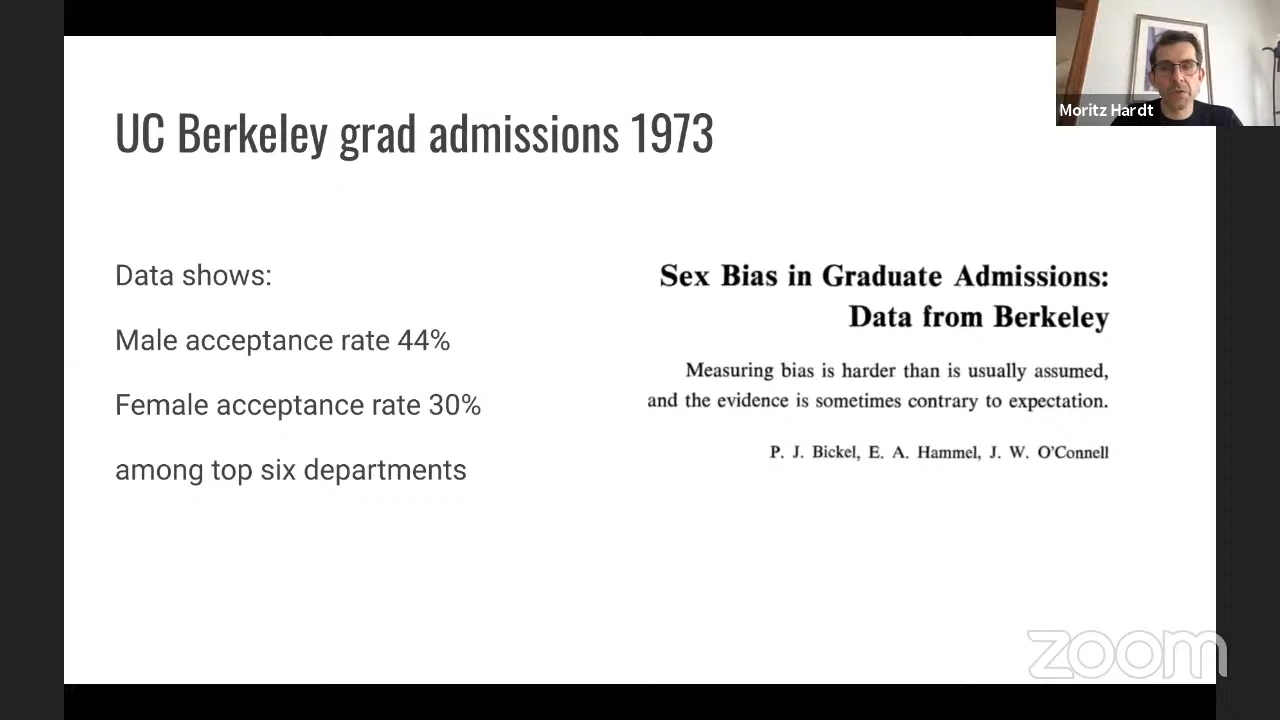 Moritz Hardt
UC Berkeley grad admissions 1973
Data shows:
Male acceptance rate 44%
Female acceptance rate 30%
among top six departments
Sex Bias in Graduate Admissions:
Data from Berkeley
Measuring bias is harder than is usually assumed,
and the evidence is sometimes contrary to expectation.
P. J. Bickel, E. A. Hammel, J. W. O'Connell
zoom